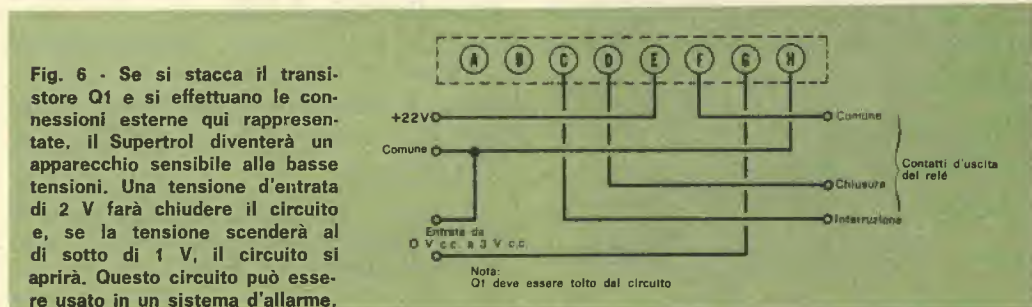 Fig. 6 - Se si stacca il transi-
store Q1 e si effettuano le con-
nessioni esterne qui rappresen-
tate, il Supertrol diventerà un
apparecchio sensibile alle basse
tensioni. Una tensione d'entrata
di 2 V farà chiudere il circuito
e, se la tensione scenderà al
di sotto di 1 V, il circuito si
aprirà. Questo circuito può esse-
re usato in un sistema d'allarme.
A B C D E F G H
+22V
Comune
Comune
Contatti d'uscita
del relé
Chiusura
Interruzione
Entrata da
0 V c.c. a 3 V c.c.
Nota:
Q1 deve essere tolto dal circuito